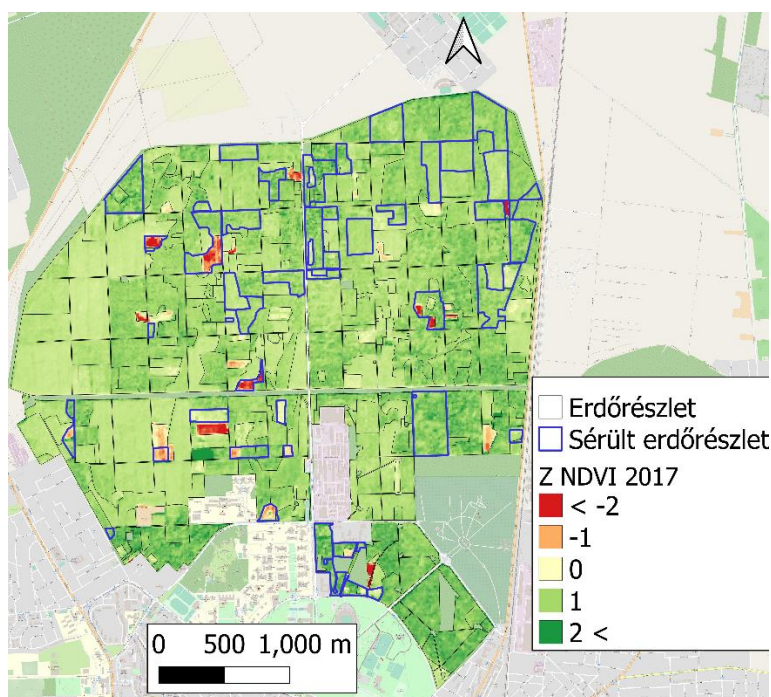 Erdőrészlet
Sérült erdőrészlet
Z NDVI 2017
< -2
-1
0
1
2 <
0 500 1,000 m